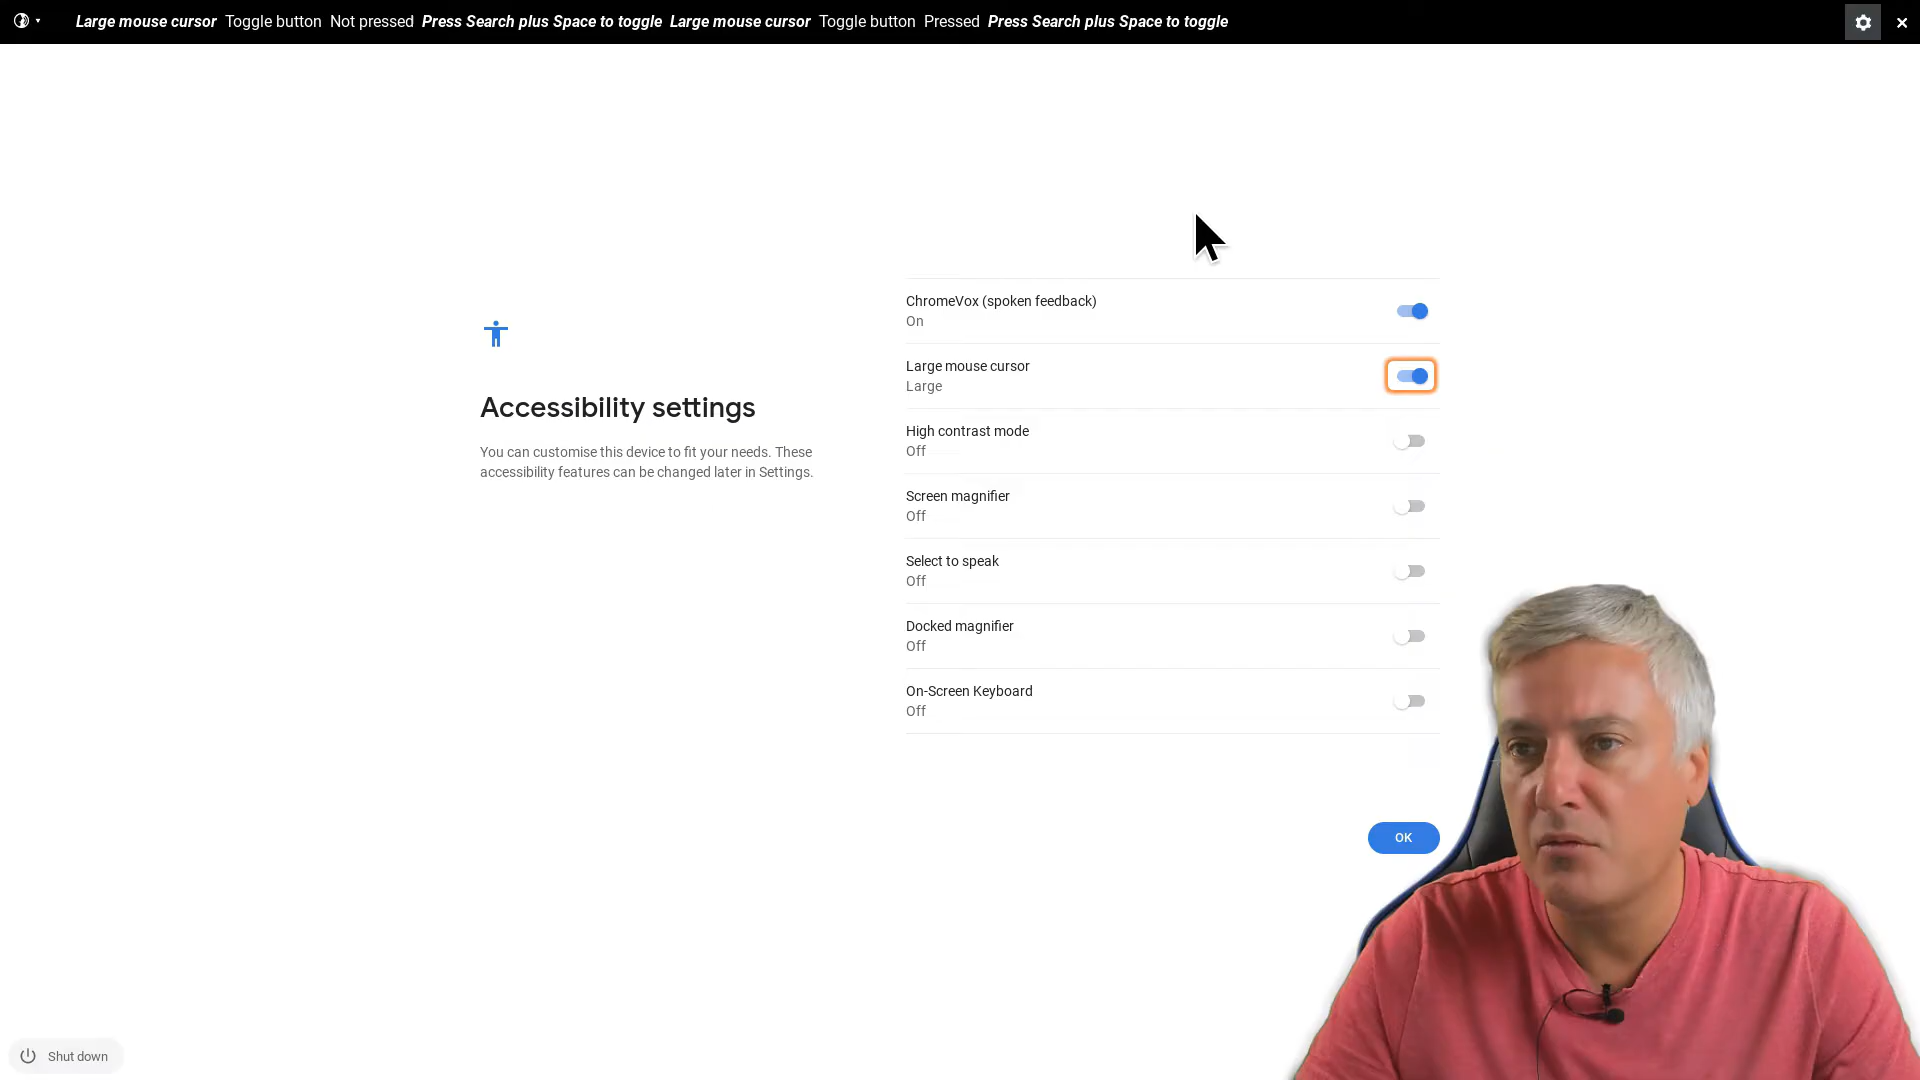 Large mouse cursor Toggle button Not pressed Press Search plus Space to toggle Large mouse cursor Toggle button Pressed Press Search plus Space to toggle
Accessibility settings
You can customise this device to fit your needs. These
accessibility features can be changed later in Settings.
ChromeVox (spoken feedback)
On
Large mouse cursor
Large
High contrast mode
Off
Screen magnifier
Off
Select to speak
Off
Docked magnifier
Off
On-Screen Keyboard
Off
OK
Shut down